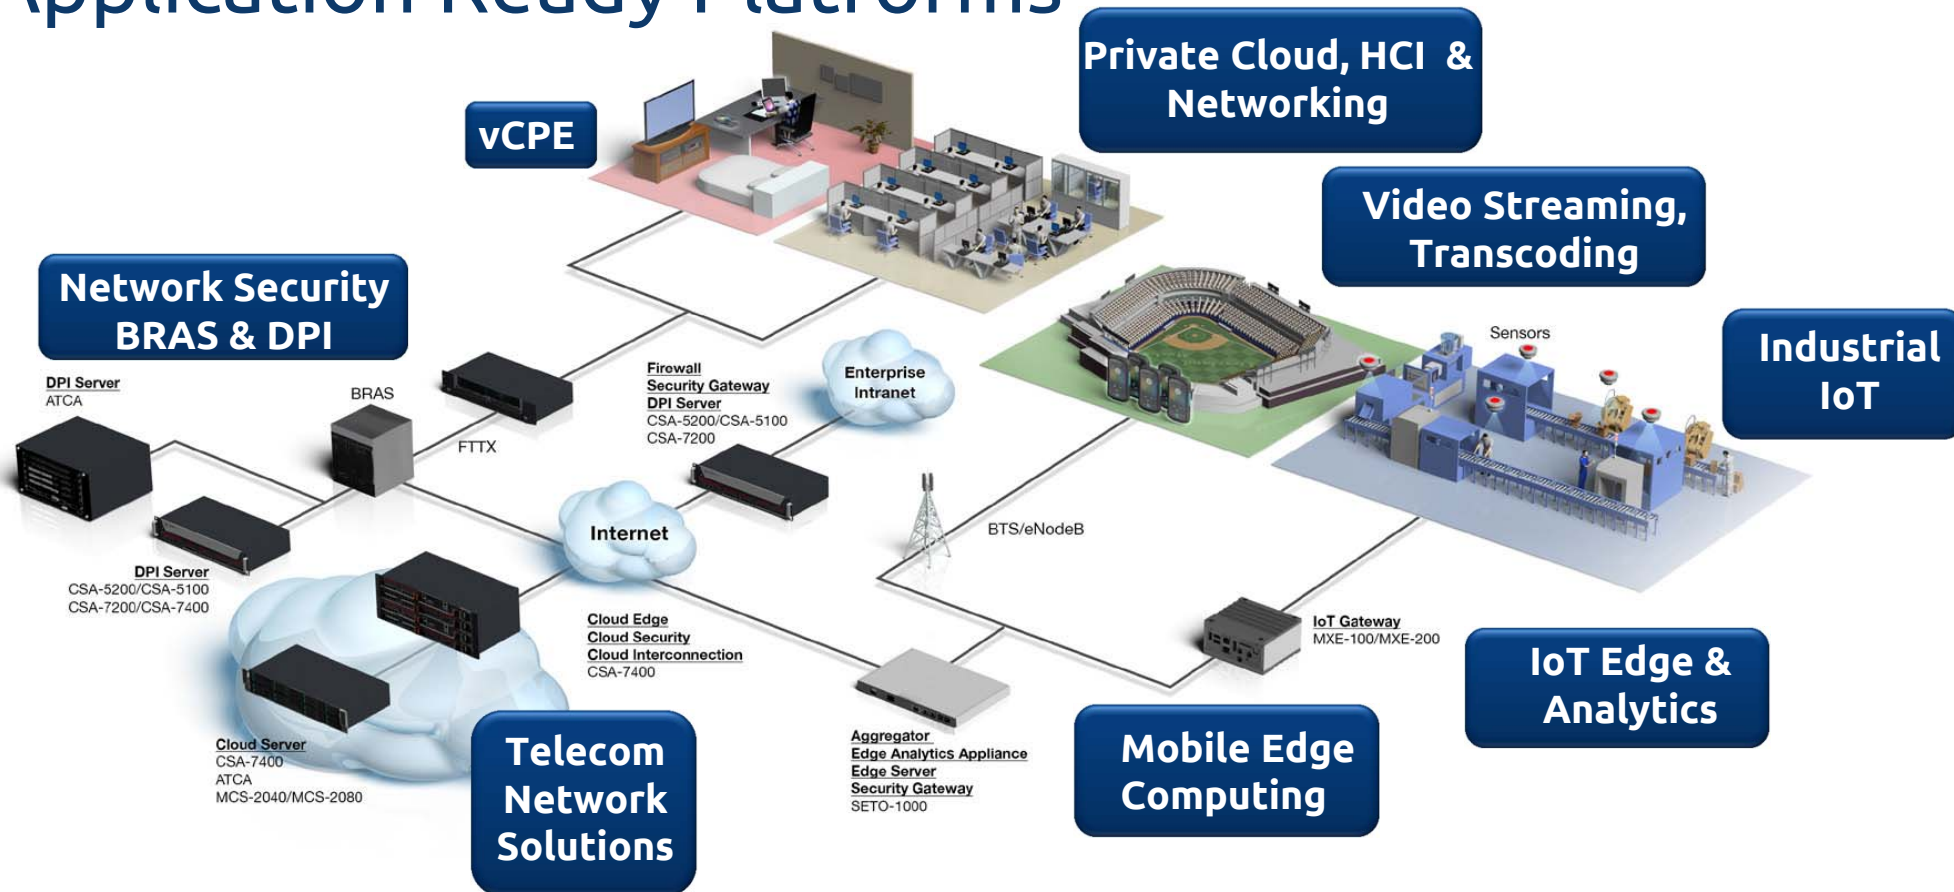 Application Ready Platforms
Private Cloud, HCI &
Networking
vCPE
Video Streaming,
Transcoding
Network Security
BRAS & DPI
Industrial
IoT
Sensors
DPI Server
ATCA
BRAS
FTTX
Firewall
Security Gateway
DPI Server
CSA-5200/CSA-5100
CSA-7200
Enterprise
Intranet
Internet
BTS/eNodeB
DPI Server
CSA-5200/CSA-5100
CSA-7200/CSA-7400
Cloud Edge
Cloud Security
Cloud Interconnection
CSA-7400
IoT Gateway
MXE-100/MXE-200
IoT Edge &
Analytics
Cloud Server
CSA-7400
ATCA
MCS-2040/MCS-2080
Telecom
Network
Solutions
Aggregator
Edge Analytics Appliance
Edge Server
Security Gateway
SETO-1000
Mobile Edge
Computing